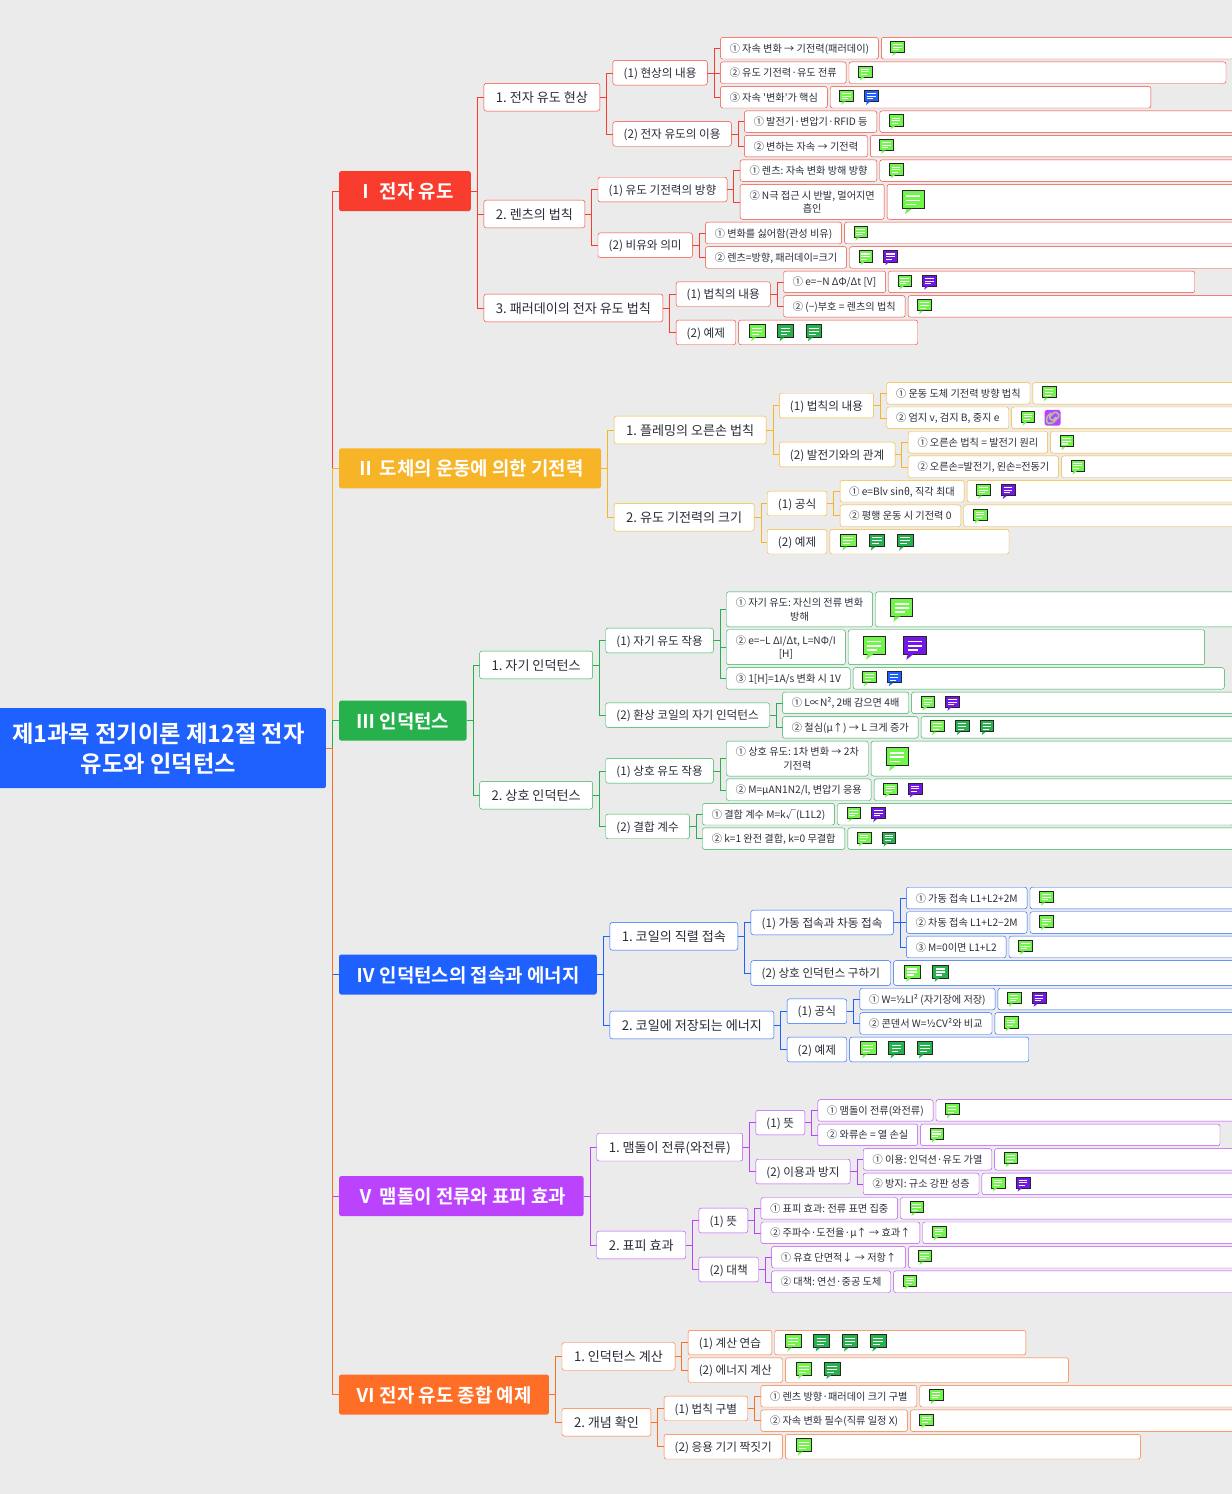 제1과목 전기이론 제12절 전자
유도와 인덕턴스
Ⅰ 전자 유도
1. 전자 유도 현상
(1) 현상의 내용
① 자속 변화 → 기전력(패러데이)
② 유도 기전력·유도 전류
③ 자속 '변화'가 핵심
(2) 전자 유도의 이용
① 발전기·변압기·RFID 등
② 변하는 자속 → 기전력
2. 렌츠의 법칙
(1) 유도 기전력의 방향
① 렌츠: 자속 변화 방해 방향
② N극 접근 시 반발, 멀어지면
흡인
(2) 비유와 의미
① 변화를 싫어함(관성 비유)
② 렌츠=방향, 패러데이=크기
3. 패러데이의 전자 유도 법칙
(1) 법칙의 내용
① e=−N ΔΦ/Δt [V]
② (−)부호 = 렌츠의 법칙
(2) 예제
Ⅱ 도체의 운동에 의한 기전력
1. 플레밍의 오른손 법칙
(1) 법칙의 내용
① 운동 도체 기전력 방향 법칙
② 엄지 v, 검지 B, 중지 e
(2) 발전기와의 관계
① 오른손 법칙 = 발전기 원리
② 오른손=발전기, 왼손=전동기
2. 유도 기전력의 크기
(1) 공식
① e=Blv sinθ, 직각 최대
② 평행 운동 시 기전력 0
(2) 예제
Ⅲ 인덕턴스
1. 자기 인덕턴스
(1) 자기 유도 작용
① 자기 유도: 자신의 전류 변화
방해
② e=−L ΔI/Δt, L=NΦ/I
[H]
③ 1[H]=1A/s 변화 시 1V
(2) 환상 코일의 자기 인덕턴스
① L∝N², 2배 감으면 4배
② 철심(μ↑) → L 크게 증가
2. 상호 인덕턴스
(1) 상호 유도 작용
① 상호 유도: 1차 변화 → 2차
기전력
② M=μAN1N2/l, 변압기 응용
(2) 결합 계수
① 결합 계수 M=k√(L1L2)
② k=1 완전 결합, k=0 무결합
Ⅳ 인덕턴스의 접속과 에너지
1. 코일의 직렬 접속
(1) 가동 접속과 차동 접속
① 가동 접속 L1+L2+2M
② 차동 접속 L1+L2−2M
③ M=0이면 L1+L2
(2) 상호 인덕턴스 구하기
2. 코일에 저장되는 에너지
(1) 공식
① W=½LI² (자기장에 저장)
② 콘덴서 W=½CV²와 비교
(2) 예제
Ⅴ 맴돌이 전류와 표피 효과
1. 맴돌이 전류(와전류)
(1) 뜻
① 맴돌이 전류(와전류)
② 와류손 = 열 손실
(2) 이용과 방지
① 이용: 인덕션·유도 가열
② 방지: 규소 강판 성층
2. 표피 효과
(1) 뜻
① 표피 효과: 전류 표면 집중
② 주파수·도전율·μ↑ → 효과↑
(2) 대책
① 유효 단면적↓ → 저항↑
② 대책: 연선·중공 도체
Ⅵ 전자 유도 종합 예제
1. 인덕턴스 계산
(1) 계산 연습
(2) 에너지 계산
2. 개념 확인
(1) 법칙 구별
① 렌츠 방향·패러데이 크기 구별
② 자속 변화 필수(직류 일정 X)
(2) 응용 기기 짝짓기